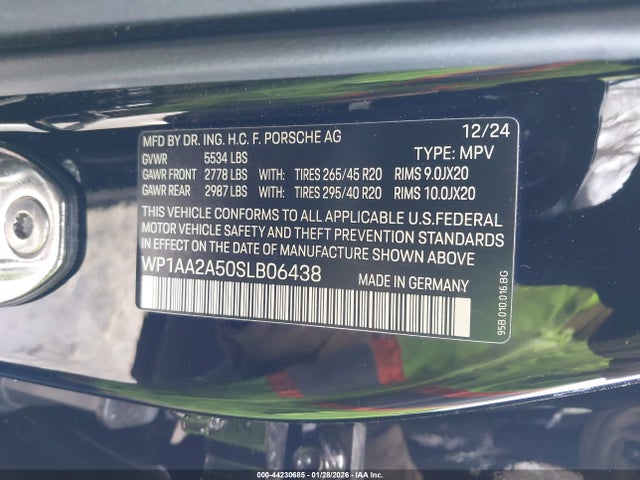 MFD BY DR. ING. H.C. F. PORSCHE AG 12/24
GVWR 5534 LBS TYPE: MPV
GAWR FRONT 2778 LBS WITH: TIRES 265/45 R20 RIMS 9.0JX20
GAWR REAR 2987 LBS WITH: TIRES 295/40 R20 RIMS 10.0JX20
THIS VEHICLE CONFORMS TO ALL APPLICABLE U.S.FEDERAL
MOTOR VEHICLE SAFETY AND THEFT PREVENTION STANDARDS
IN EFFECT ON THE DATE OF MANUFACTURE SHOWN ABOVE
WP1AA2A50SLB06438 MADE IN GERMANY
95B.010.016.BG
000-44230685 - 01/28/2026 - IAA Inc.